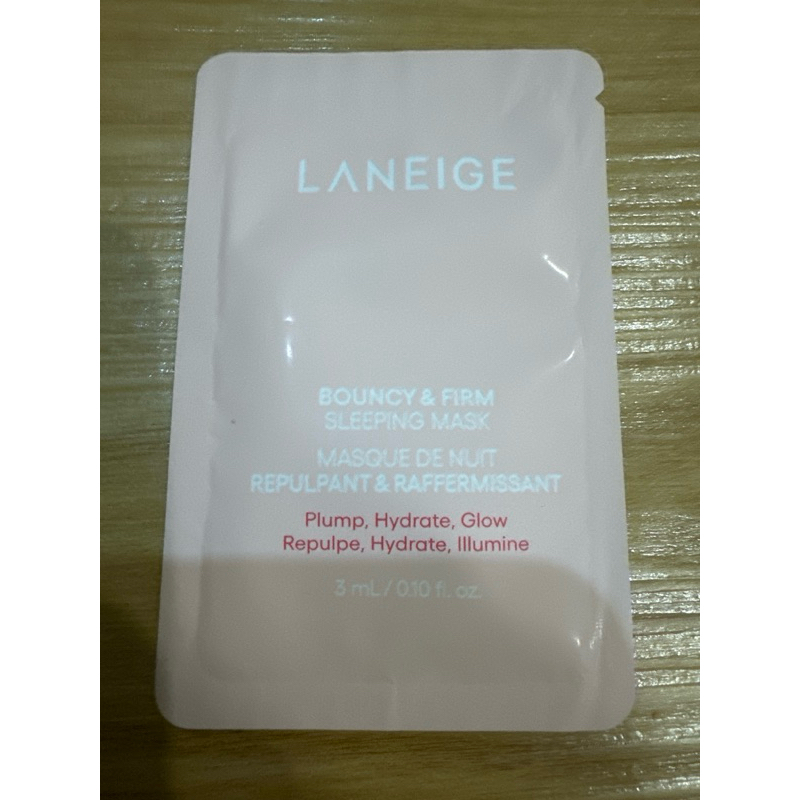 LANEIGE
BOUNCY & FIRM
SLEEPING MASK
MASQUE DE NUIT
REPULPANT & RAFFERMISSANT
Plump, Hydrate, Glow
Repulpe, Hydrate, Illumine
3 mL / 0.10 fl. oz.